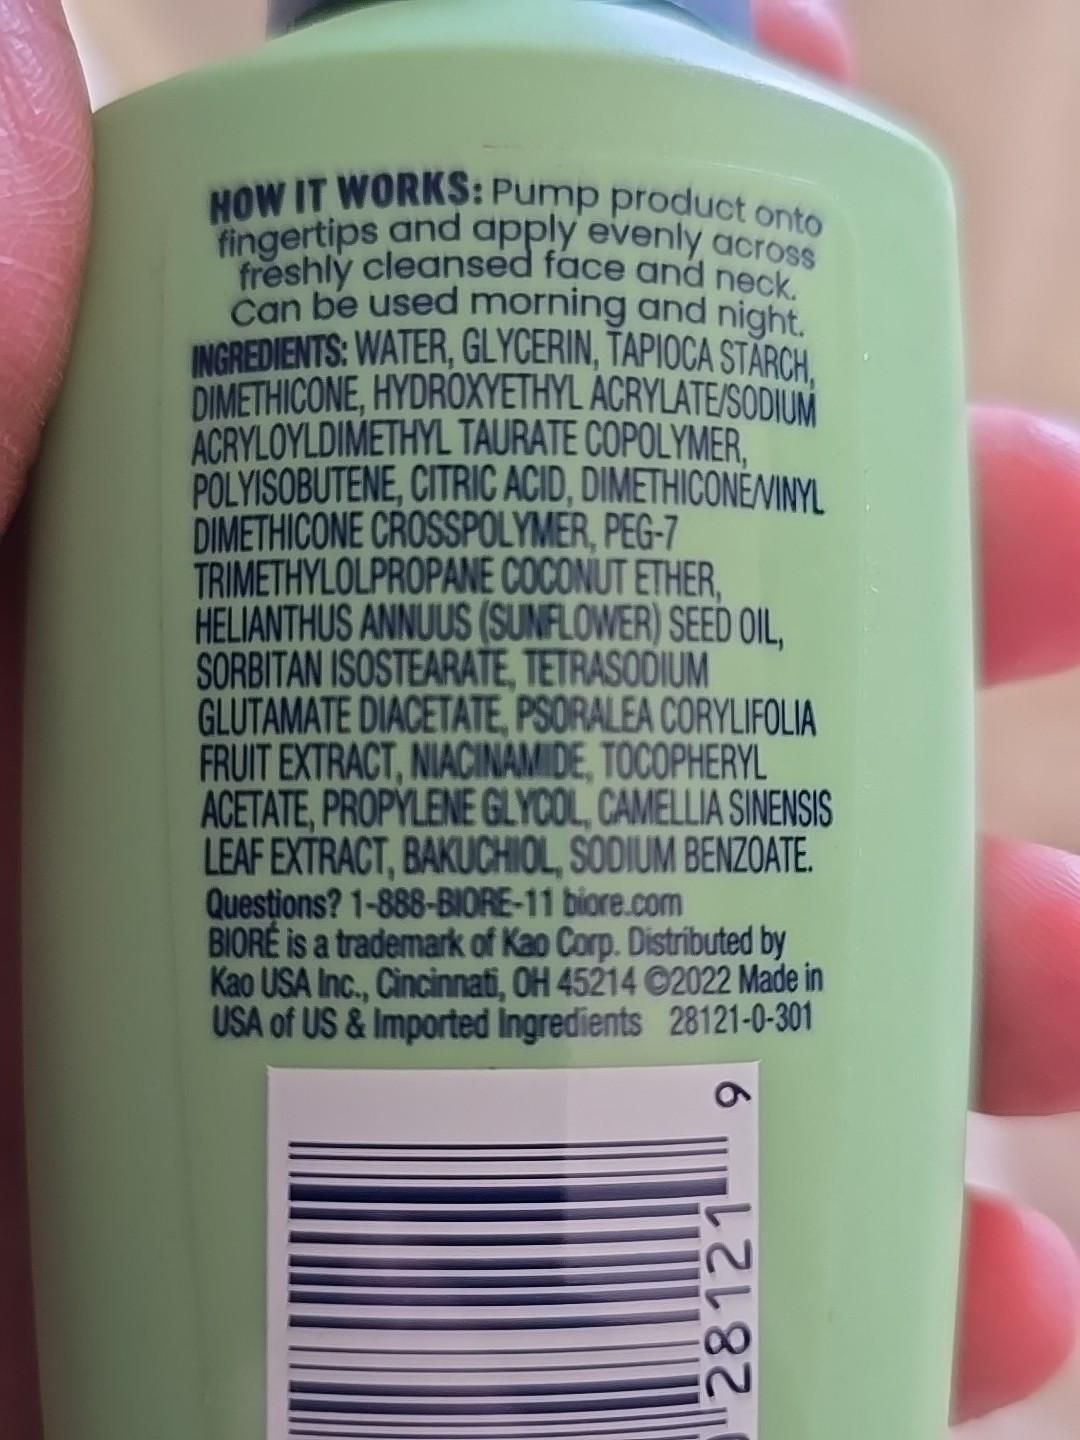 HOW IT WORKS: Pump product onto
fingertips and apply evenly across
freshly cleansed face and neck.
Can be used morning and night.
INGREDIENTS: WATER, GLYCERIN, TAPIOCA STARCH,
DIMETHICONE, HYDROXYETHYL ACRYLATE/SODIUM
ACRYLOYLDIMETHYL TAURATE COPOLYMER,
POLYISOBUTENE, CITRIC ACID, DIMETHICONE/VINYL
DIMETHICONE CROSSPOLYMER, PEG-7
TRIMETHYLOLPROPANE COCONUT ETHER,
HELIANTHUS ANNUUS (SUNFLOWER) SEED OIL,
SORBITAN ISOSTEARATE, TETRASODIUM
GLUTAMATE DIACETATE, PSORALEA CORYLIFOLIA
FRUIT EXTRACT, NIACINAMIDE, TOCOPHERYL
ACETATE, PROPYLENE GLYCOL, CAMELLIA SINENSIS
LEAF EXTRACT, BAKUCHIOL, SODIUM BENZOATE.
Questions? 1-888-BIORE-11 biore.com
BIORÉ is a trademark of Kao Corp. Distributed by
Kao USA Inc., Cincinnati, OH 45214 ©2022 Made in
USA of US & Imported Ingredients 28121-0-301
28121 9